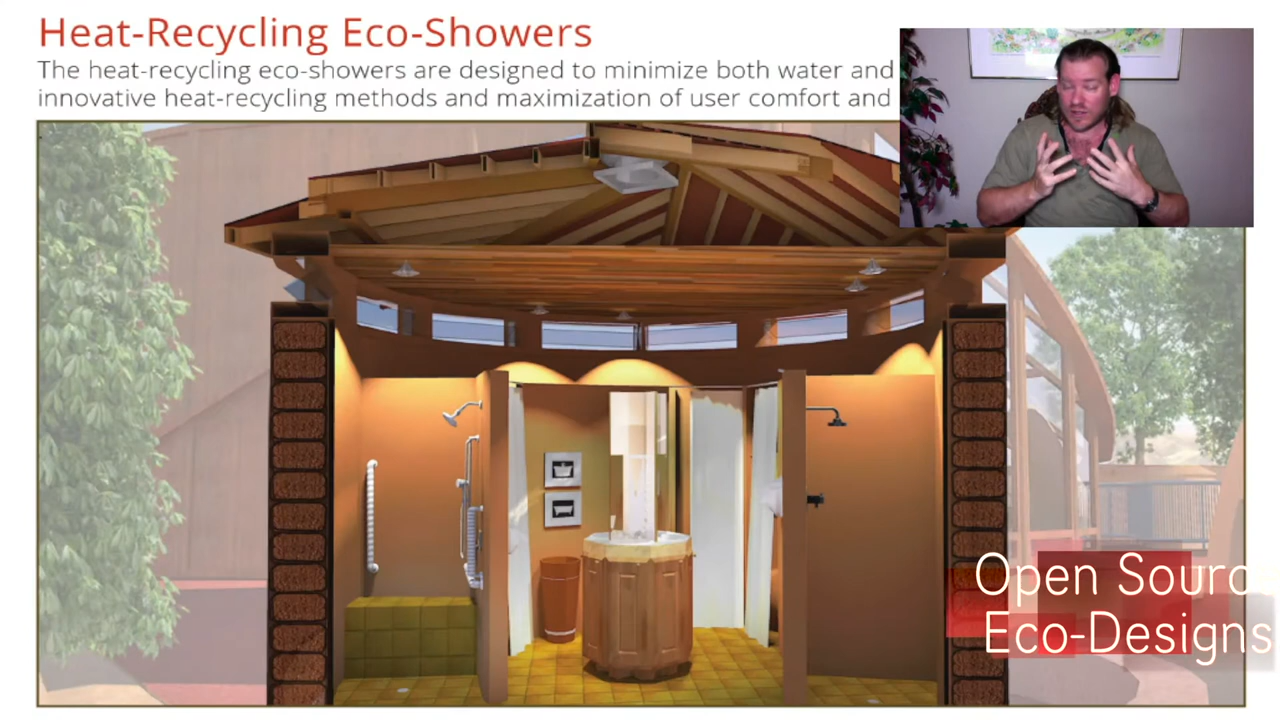 Heat-Recycling Eco-Showers
The heat-recycling eco-showers are designed to minimize both water and
innovative heat-recycling methods and maximization of user comfort and
Open Sourc
Eco-Designs